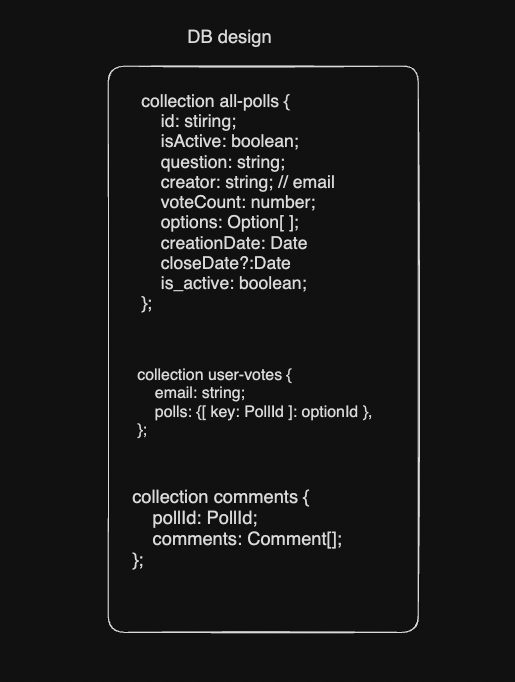 DB design
collection all-polls {
id: stiring;
isActive: boolean;
question: string;
creator: string; // email
voteCount: number;
options: Option[ ];
creationDate: Date
closeDate?:Date
is_active: boolean;
};
collection user-votes {
email: string;
polls: {[ key: PollId ]: optionId },
};
collection comments {
pollId: PollId;
comments: Comment[];
};